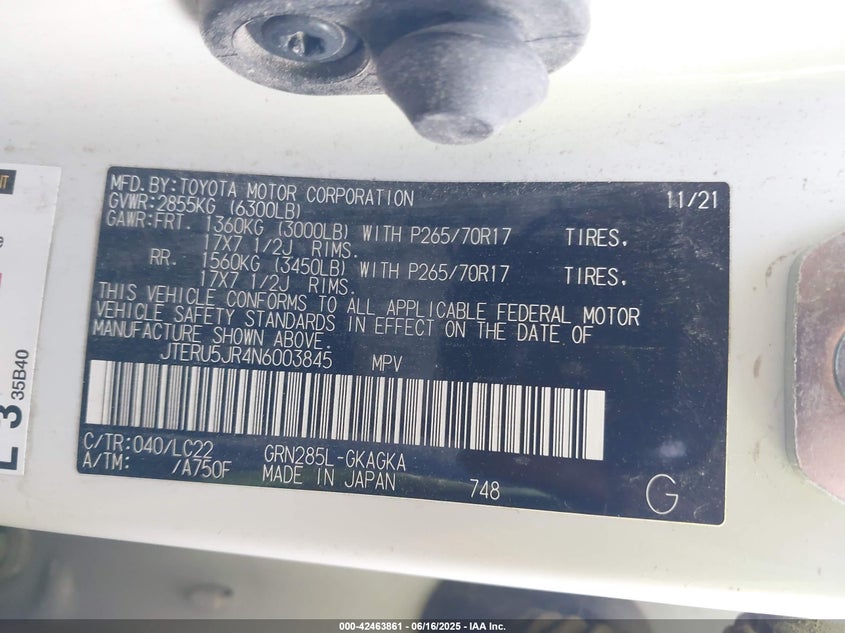 MFD.BY:TOYOTA MOTOR CORPORATION 11/21
GVWR:2855KG (6300LB)
GAWR:FRT. 1360KG (3000LB) WITH P265/70R17 TIRES,
17X7 1/2J RIMS.
RR. 1560KG (3450LB) WITH P265/70R17 TIRES,
17X7 1/2J RIMS.
THIS VEHICLE CONFORMS TO ALL APPLICABLE FEDERAL MOTOR
VEHICLE SAFETY STANDARDS IN EFFECT ON THE DATE OF
MANUFACTURE SHOWN ABOVE.
JTERU5JR4N6003845 MPV
C/TR:040/LC22 GRN285L-GKAGKA
A/TM: /A750F MADE IN JAPAN 748 G
35B40
000-42463861 - 06/16/2025 - IAA Inc.